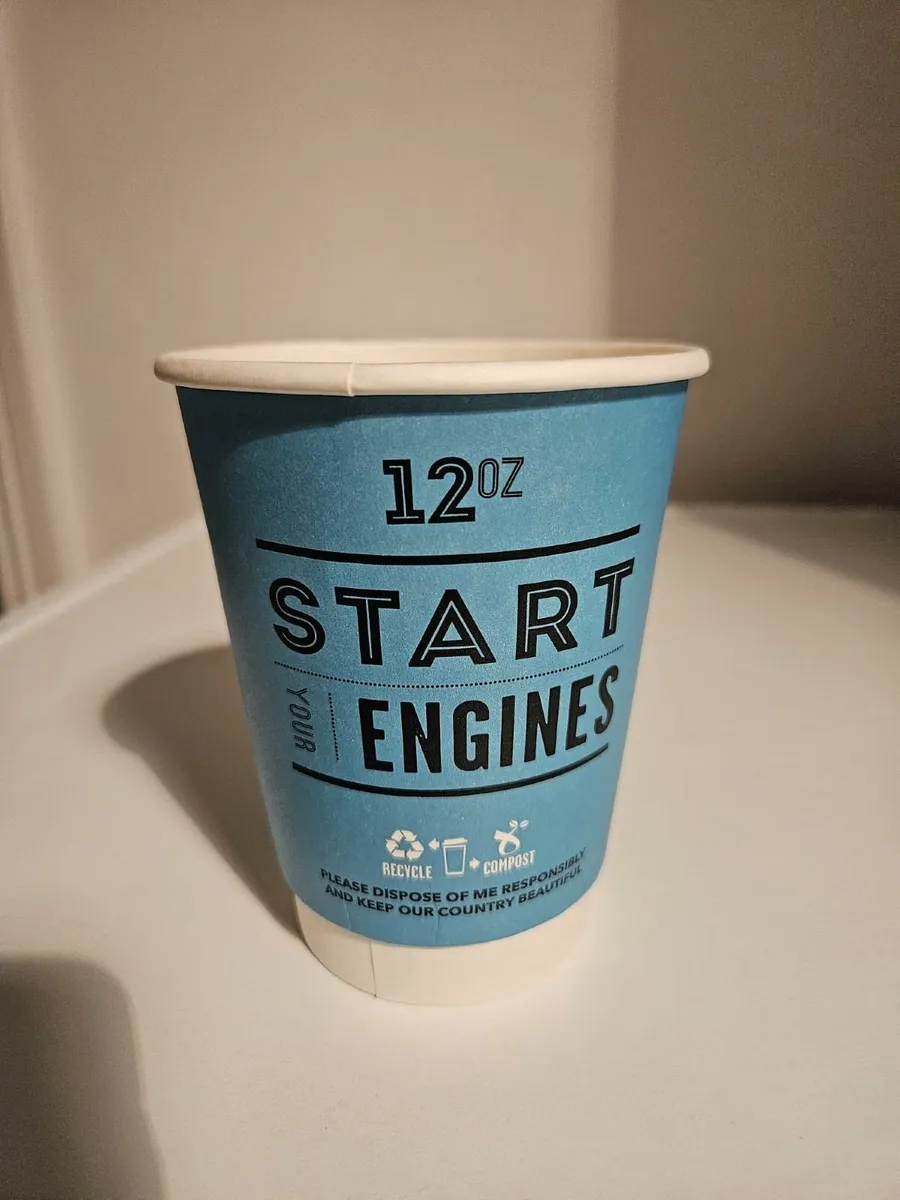 12OZ
START
YOUR ENGINES
RECYCLE COMPOST
PLEASE DISPOSE OF ME RESPONSIBLY
AND KEEP OUR COUNTRY BEAUTIFUL